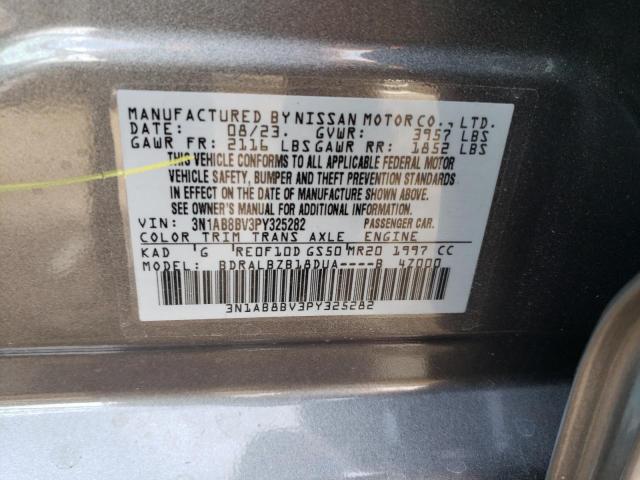 MANUFACTURED BY NISSAN MOTOR CO., LTD.
DATE: 08/23. GVWR: 3957 LBS
GAWR FR: 2116 LBS GAWR RR: 1852 LBS
THIS VEHICLE CONFORMS TO ALL APPLICABLE FEDERAL MOTOR
VEHICLE SAFETY, BUMPER AND THEFT PREVENTION STANDARDS
IN EFFECT ON THE DATE OF MANUFACTURE SHOWN ABOVE.
SEE OWNER'S MANUAL FOR ADDITIONAL INFORMATION.
VIN: 3N1AB8BV3PY325282 PASSENGER CAR.
COLOR TRIM TRANS AXLE ENGINE
KAD G RE0F10D GS50 MR20 1997 CC
MODEL: BDRALBZB18DUA----B 4Z000
3N1AB8BV3PY325282